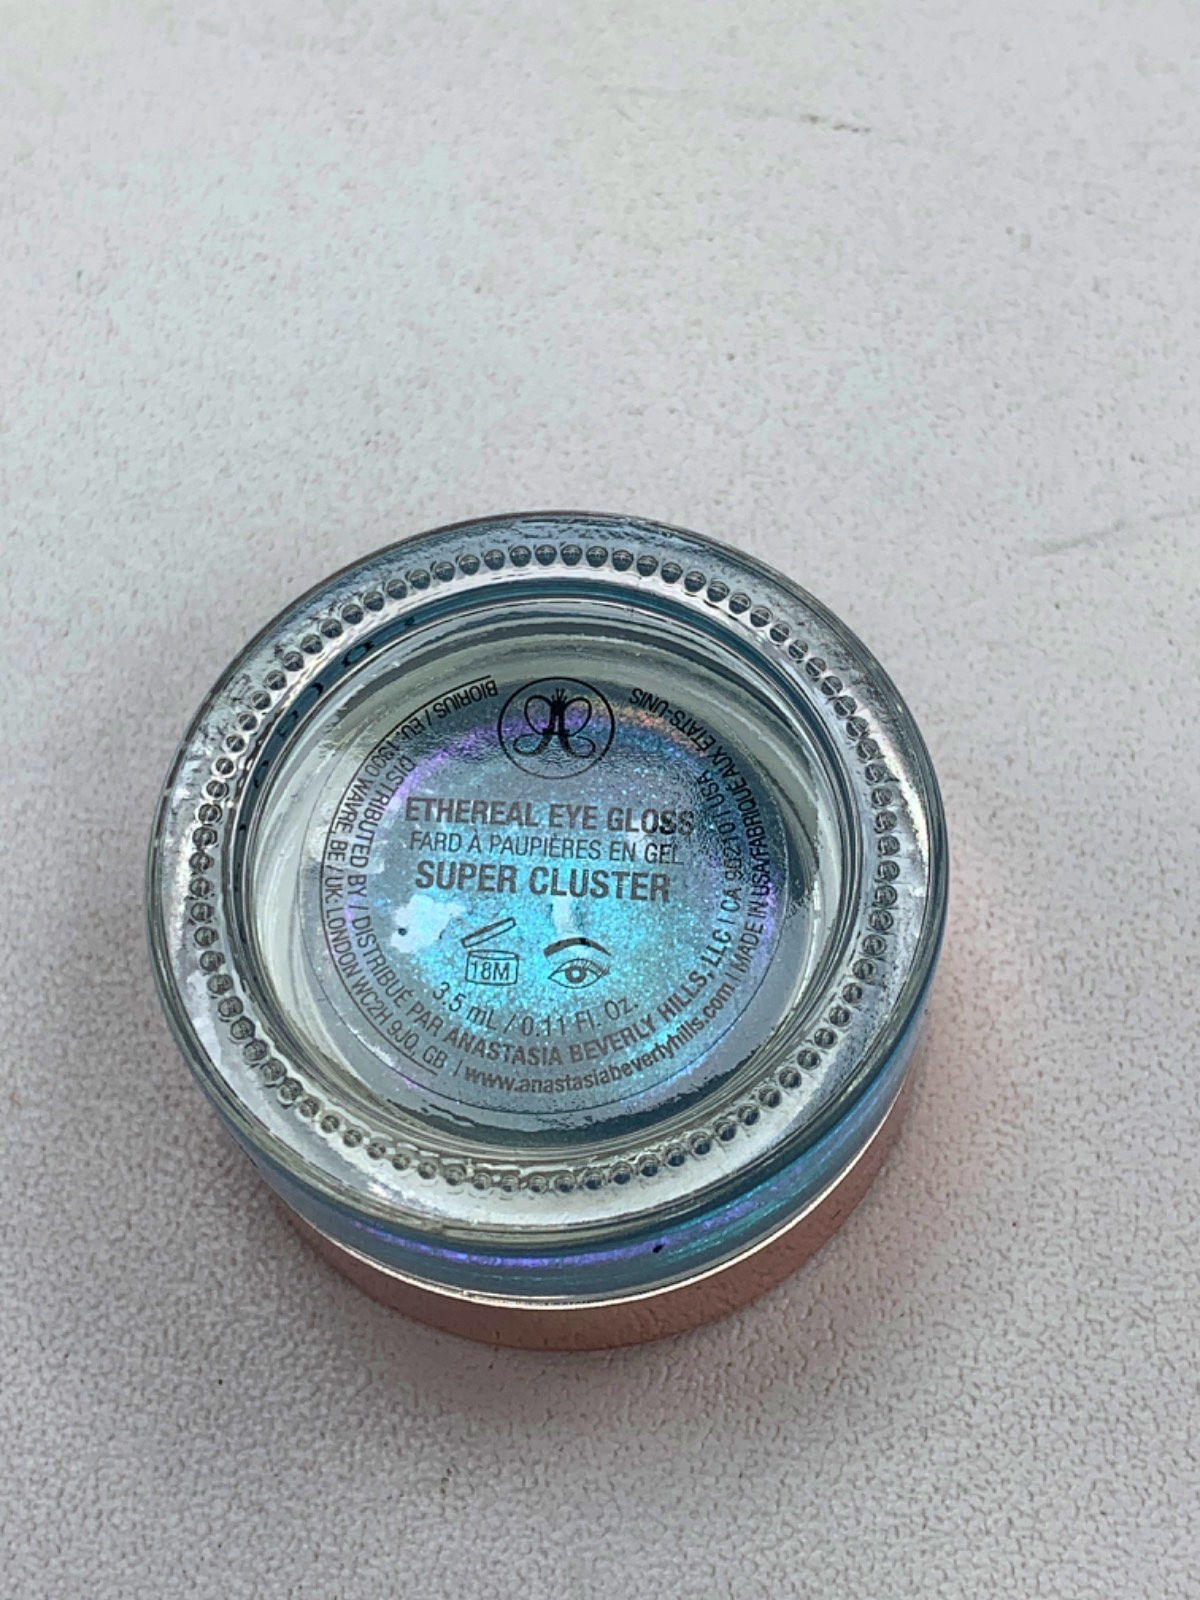 ETHEREAL EYE GLOSS
FARD À PAUPIÈRES EN GEL
SUPER CLUSTER
18M
3.5 mL / 0.11 Fl. Oz.
DISTRIBUTED BY / DISTRIBUÉ PAR ANASTASIA BEVERLY HILLS, LLC | CA 90210 / USA
BIORIUS / EU, 1300 WAVRE, BE / UK: LONDON WC2H 9JQ, GB | www.anastasiabeverlyhills.com | MADE IN USA/FABRIQUÉ AUX ÉTATS-UNIS